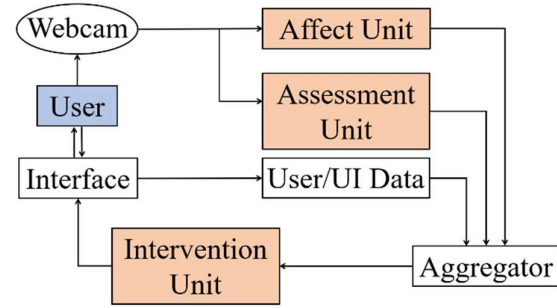 Webcam
Affect Unit
User
Assessment
Unit
Interface
User/UI Data
Intervention
Unit
Aggregator